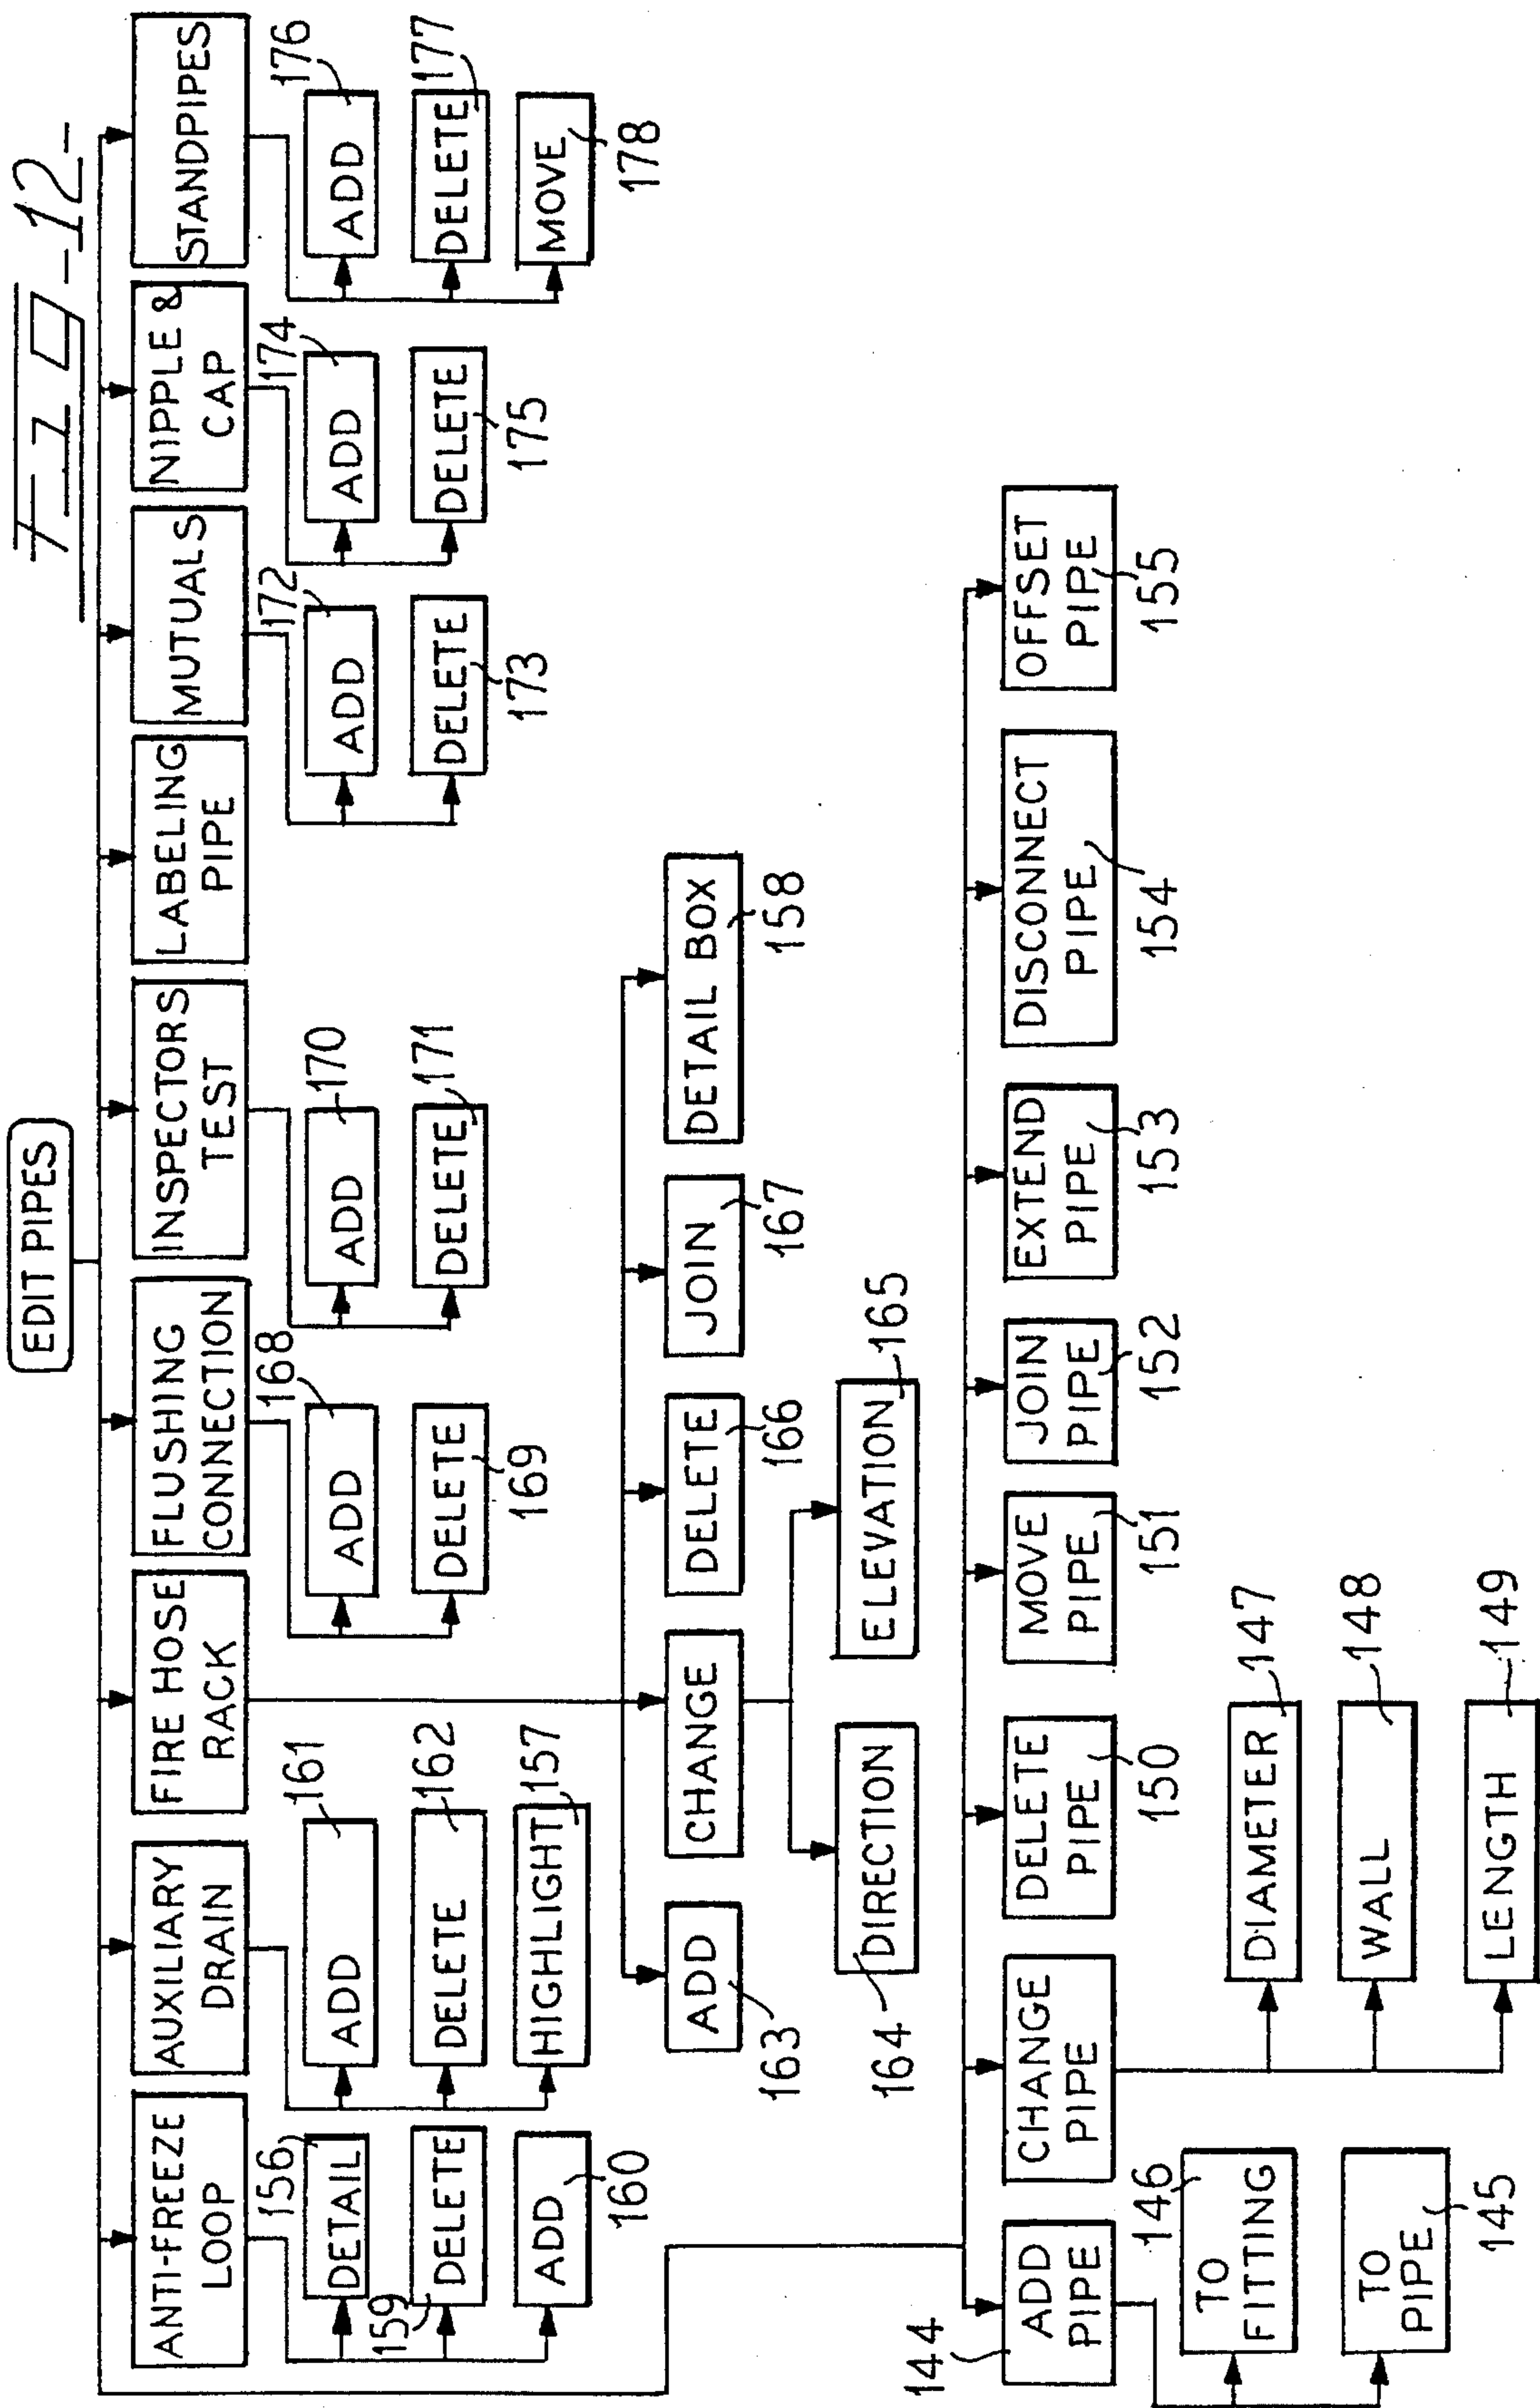 Fig-12-
EDIT PIPES
ANTI-FREEZE
LOOP
AUXILIARY
DRAIN
FIRE HOSE
RACK
FLUSHING
CONNECTION
INSPECTORS
TEST
LABELING
PIPE
MUTUALS
NIPPLE &
CAP
STANDPIPES
156
DETAIL
159
DELETE
ADD
160
161
ADD
162
DELETE
157
HIGHLIGHT
168
ADD
DELETE
169
170
ADD
171
DELETE
172
ADD
DELETE
173
174
ADD
DELETE
175
176
ADD
177
DELETE
MOVE
178
ADD
163
CHANGE
DELETE
166
JOIN
167
DETAIL BOX
158
164
DIRECTION
ELEVATION
165
144
ADD
PIPE
CHANGE
PIPE
DELETE
PIPE
150
MOVE
PIPE
151
JOIN
PIPE
152
EXTEND
PIPE
153
DISCONNECT
PIPE
154
OFFSET
PIPE
155
146
TO
FITTING
TO
PIPE
145
DIAMETER
147
WALL
148
LENGTH
149